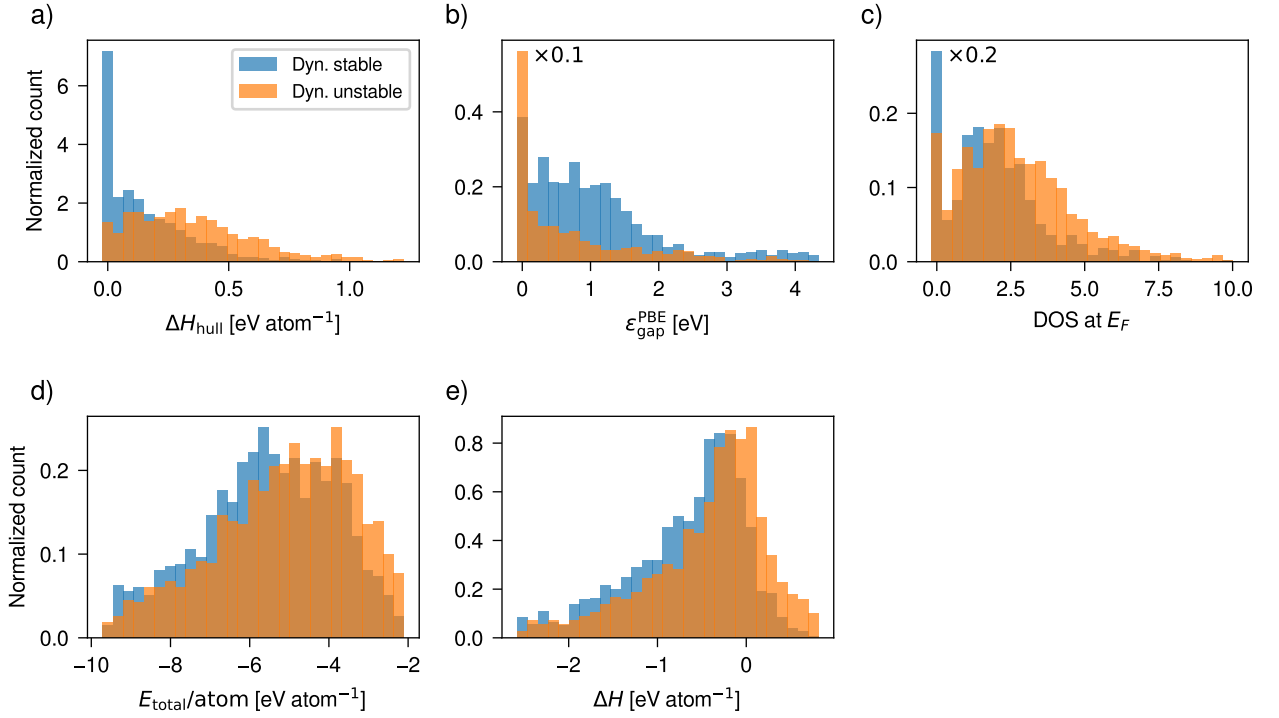 a)
Normalized count
6
4
2
0
0.0 0.5 1.0
ΔH_hull [eV atom⁻¹]
Dyn. stable
Dyn. unstable
b)
×0.1
0.4
0.2
0.0
0 1 2 3 4
ε_gap^PBE [eV]
c)
×0.2
0.2
0.1
0.0
0.0 2.5 5.0 7.5 10.0
DOS at E_F
d)
Normalized count
0.2
0.1
0.0
−10 −8 −6 −4 −2
E_total/atom [eV atom⁻¹]
e)
0.8
0.6
0.4
0.2
0.0
−2 −1 0
ΔH [eV atom⁻¹]